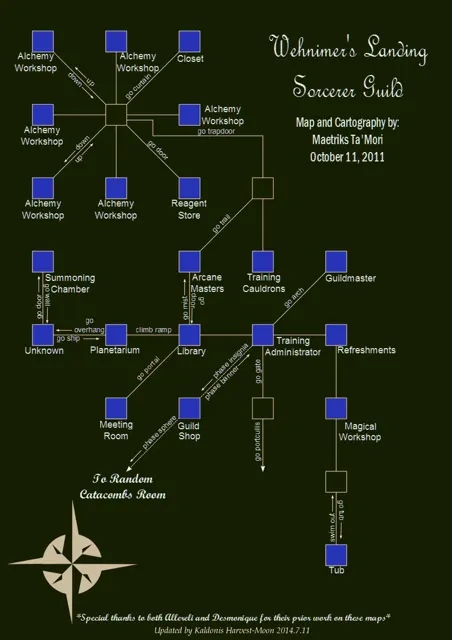 Wehnimer's Landing
Sorcerer Guild
Map and Cartography by:
Maetriks Ta'Mori
October 11, 2011
Alchemy
Workshop
Alchemy
Workshop
Closet
up
down
go curtain
Alchemy
Workshop
Alchemy
Workshop
go trapdoor
down
up
go door
Alchemy
Workshop
Alchemy
Workshop
Reagent
Store
go trail
Summoning
Chamber
Arcane
Masters
Training
Cauldrons
Guildmaster
go door
go wall
go mist
go door
go arch
go
overhang
go ship
climb ramp
Unknown
Planetarium
Library
Training
Administrator
Refreshments
go portal
phase insignia
phase banner
go gate
Meeting
Room
Guild
Shop
Magical
Workshop
phase sphere
go portcullis
To Random
Catacombs Room
swim out
go tub
Tub
*Special thanks to both Alloreli and Desmonique for their prior work on these maps*
Updated by Kaldonis Harvest-Moon 2014.7.11